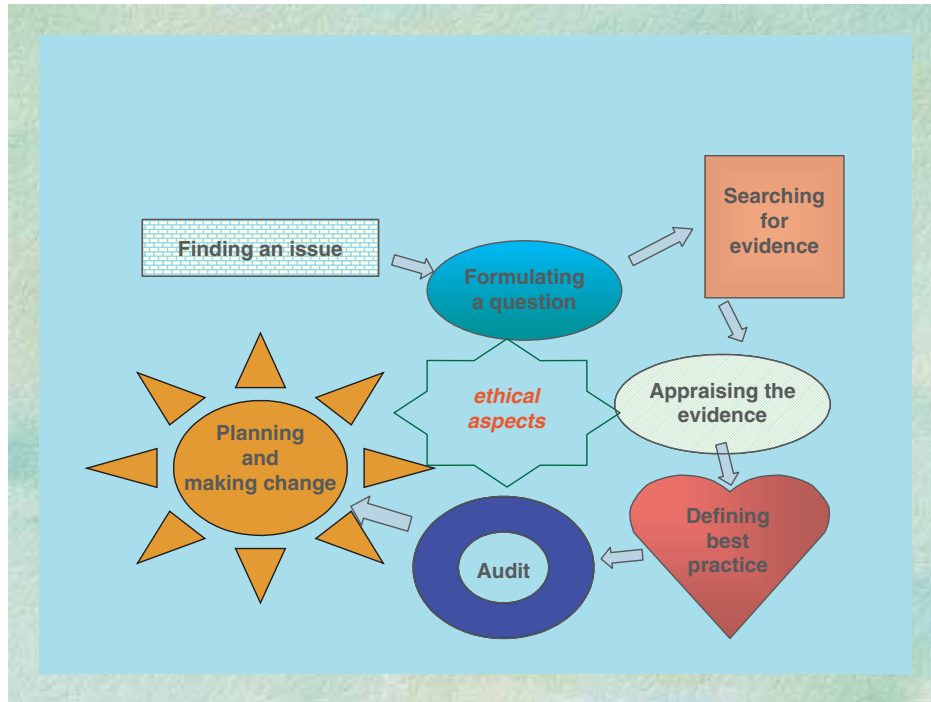 Finding an issue
Formulating
a question
Searching
for
evidence
Appraising the
evidence
Defining
best
practice
Audit
Planning
and
making change
ethical
aspects